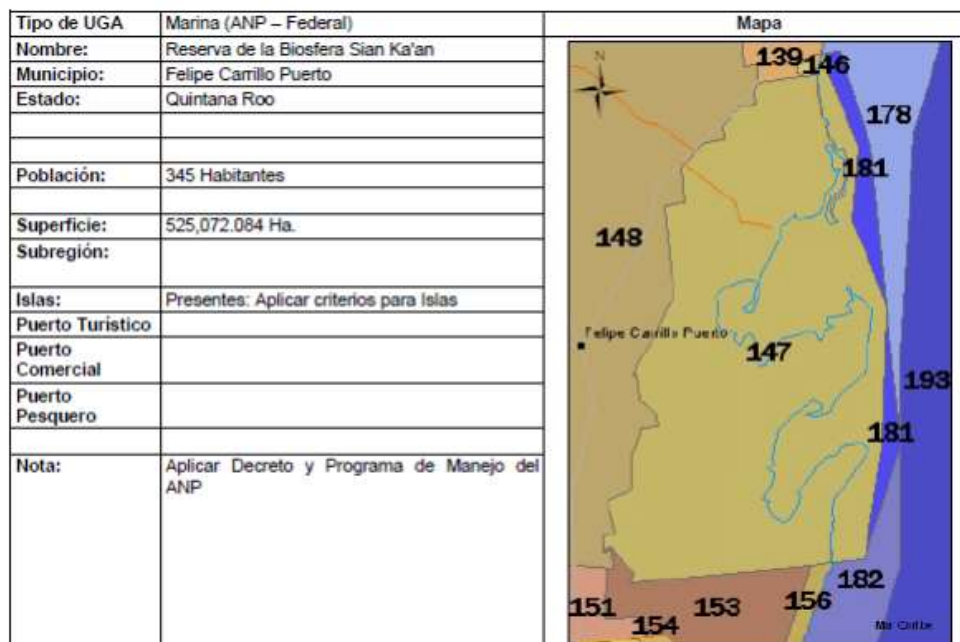 Tipo de UGA Marina (ANP – Federal) Mapa
Nombre: Reserva de la Biosfera Sian Ka'an
Municipio: Felipe Carrillo Puerto
Estado: Quintana Roo
Población: 345 Habitantes
Superficie: 525,072.084 Ha.
Subregión:
Islas: Presentes: Aplicar criterios para Islas
Puerto Turístico
Puerto
Comercial
Puerto
Pesquero
Nota: Aplicar Decreto y Programa de Manejo del
ANP
N
139
146
178
181
148
Felipe Carrillo Puerto
147
193
181
182
151
154
153
156
Mar Caribe